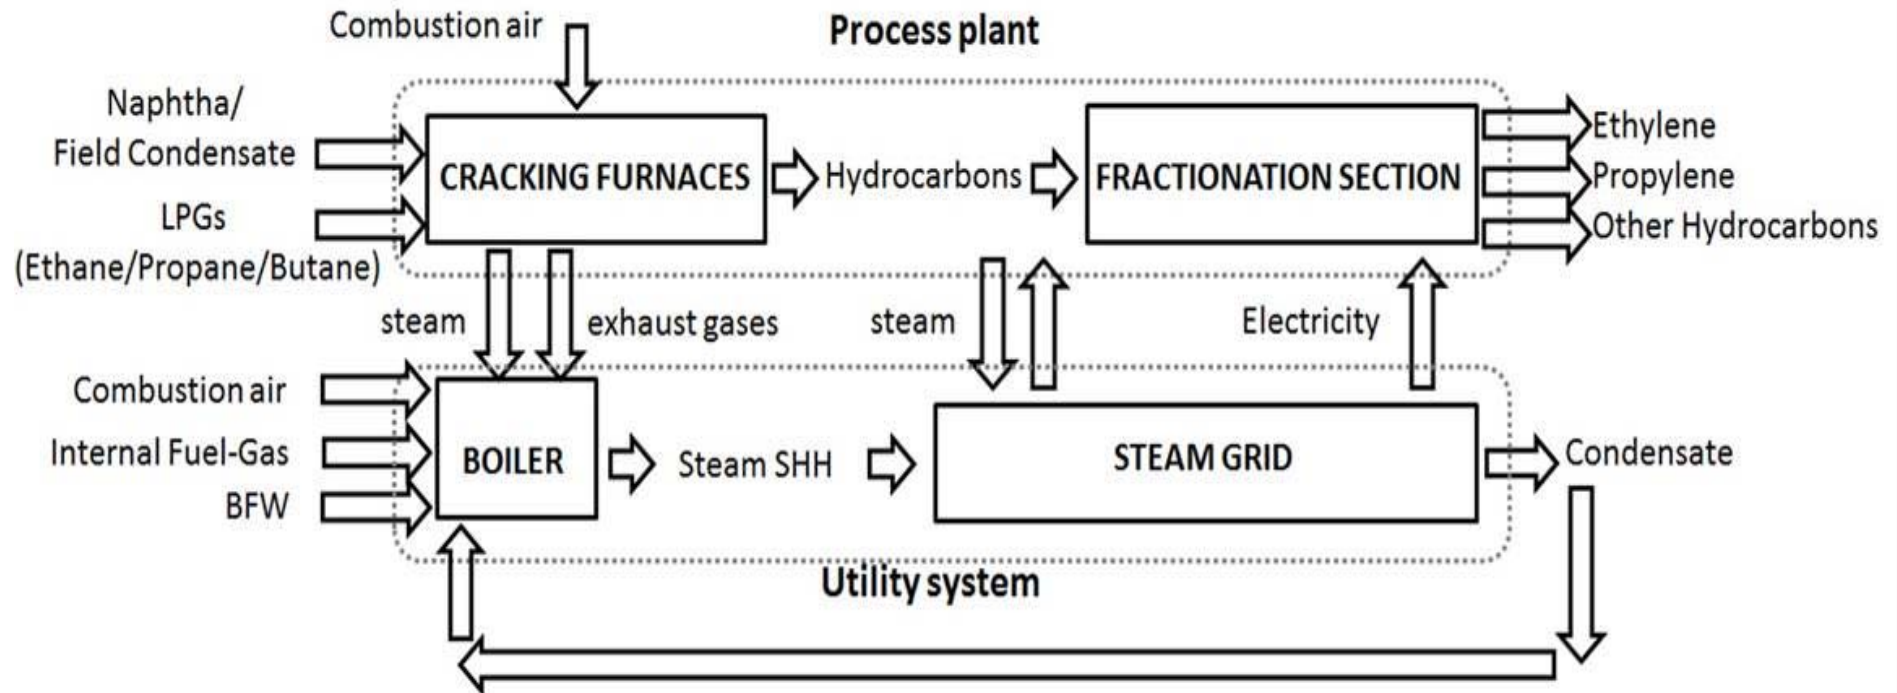 Combustion air
Process plant
Naphtha/
Field Condensate
LPGs
(Ethane/Propane/Butane)
CRACKING FURNACES
Hydrocarbons
FRACTIONATION SECTION
Ethylene
Propylene
Other Hydrocarbons
steam
exhaust gases
steam
Electricity
Combustion air
Internal Fuel-Gas
BFW
BOILER
Steam SHH
STEAM GRID
Condensate
Utility system